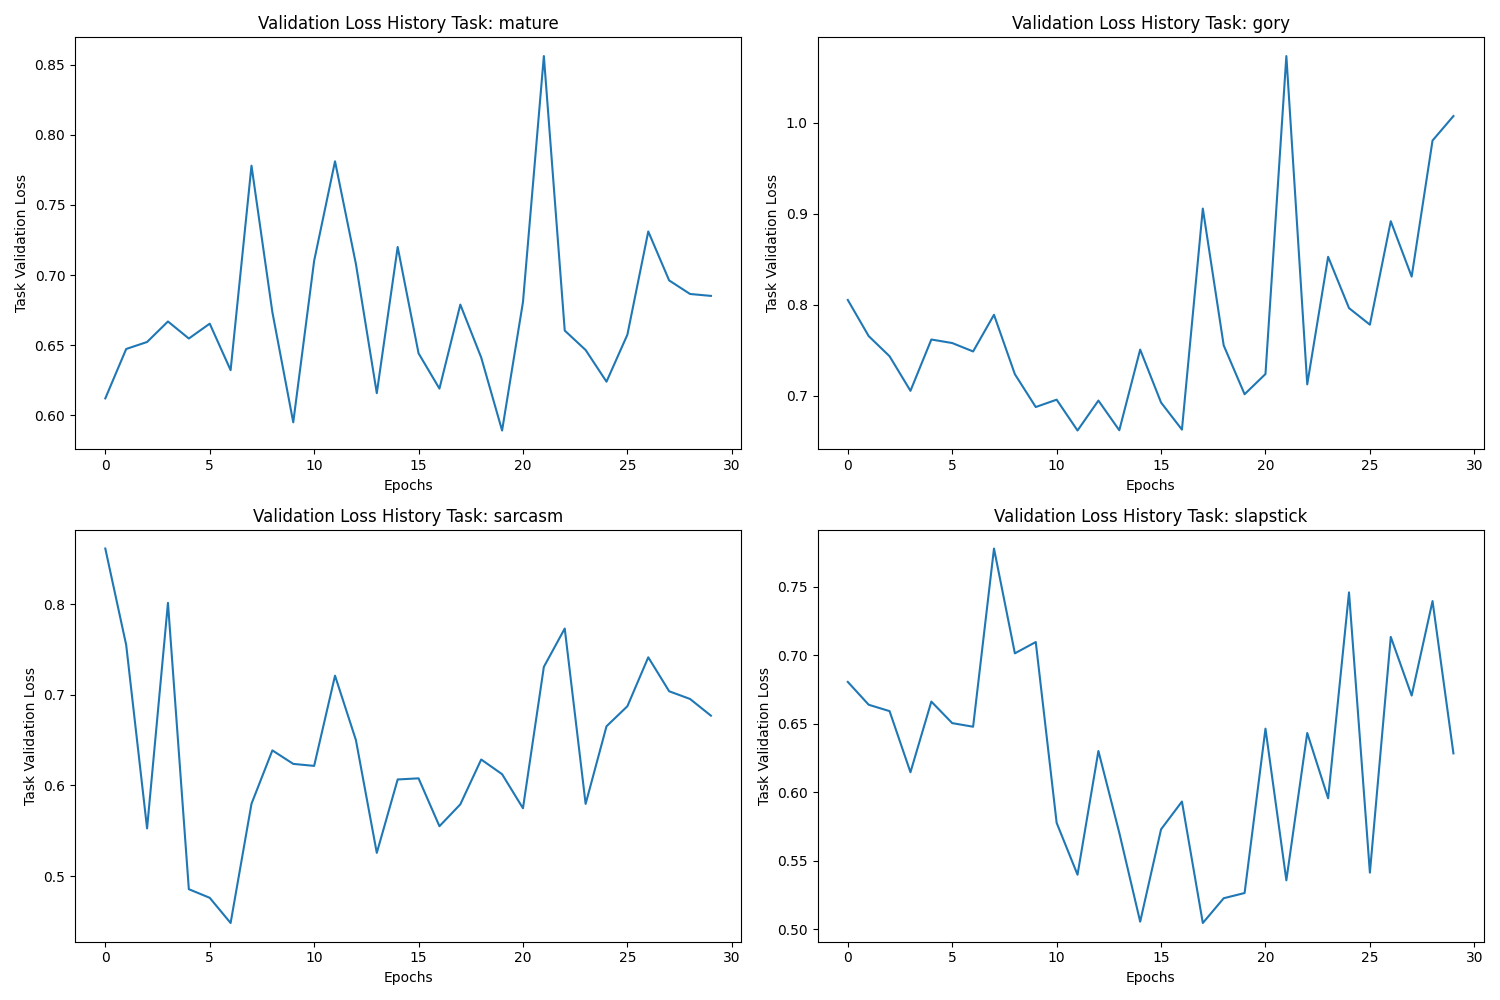 Validation Loss History Task: mature
Task Validation Loss
0.85
0.80
0.75
0.70
0.65
0.60
0 5 10 15 20 25 30
Epochs
Validation Loss History Task: gory
Task Validation Loss
1.0
0.9
0.8
0.7
0 5 10 15 20 25 30
Epochs
Validation Loss History Task: sarcasm
Task Validation Loss
0.8
0.7
0.6
0.5
0 5 10 15 20 25 30
Epochs
Validation Loss History Task: slapstick
Task Validation Loss
0.75
0.70
0.65
0.60
0.55
0.50
0 5 10 15 20 25 30
Epochs